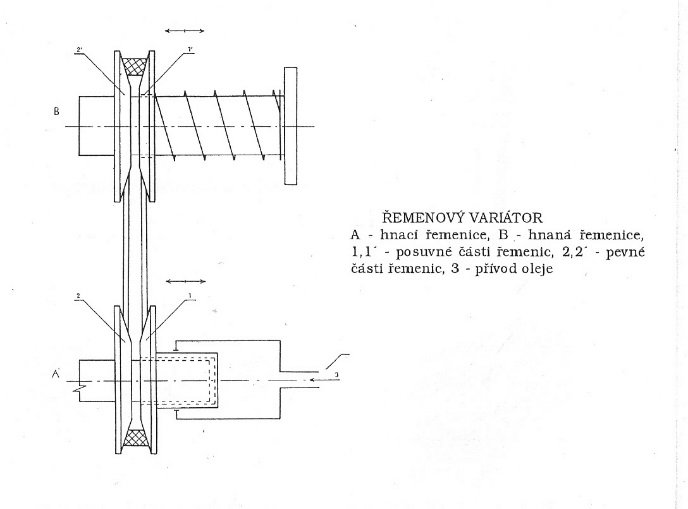 2'
1'
B
ŘEMENOVÝ VARIÁTOR
A - hnací řemenice, B - hnaná řemenice,
1,1´ - posuvné části řemenic, 2,2´ - pevné
části řemenic, 3 - přívod oleje
2
1
A
3